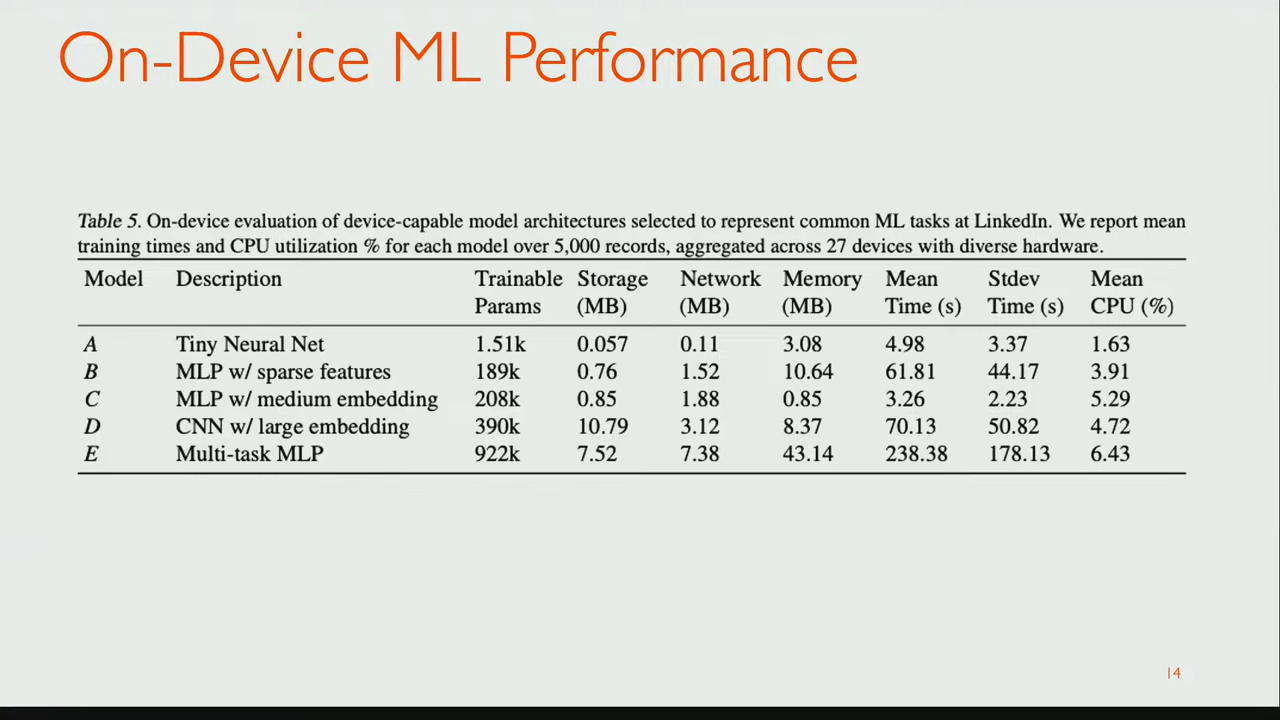 On-Device ML Performance
Table 5. On-device evaluation of device-capable model architectures selected to represent common ML tasks at LinkedIn. We report mean
training times and CPU utilization % for each model over 5,000 records, aggregated across 27 devices with diverse hardware.
Model Description Trainable Storage Network Memory Mean Stdev Mean
Params (MB) (MB) (MB) Time (s) Time (s) CPU (%)
A Tiny Neural Net 1.51k 0.057 0.11 3.08 4.98 3.37 1.63
B MLP w/ sparse features 189k 0.76 1.52 10.64 61.81 44.17 3.91
C MLP w/ medium embedding 208k 0.85 1.88 0.85 3.26 2.23 5.29
D CNN w/ large embedding 390k 10.79 3.12 8.37 70.13 50.82 4.72
E Multi-task MLP 922k 7.52 7.38 43.14 238.38 178.13 6.43
14